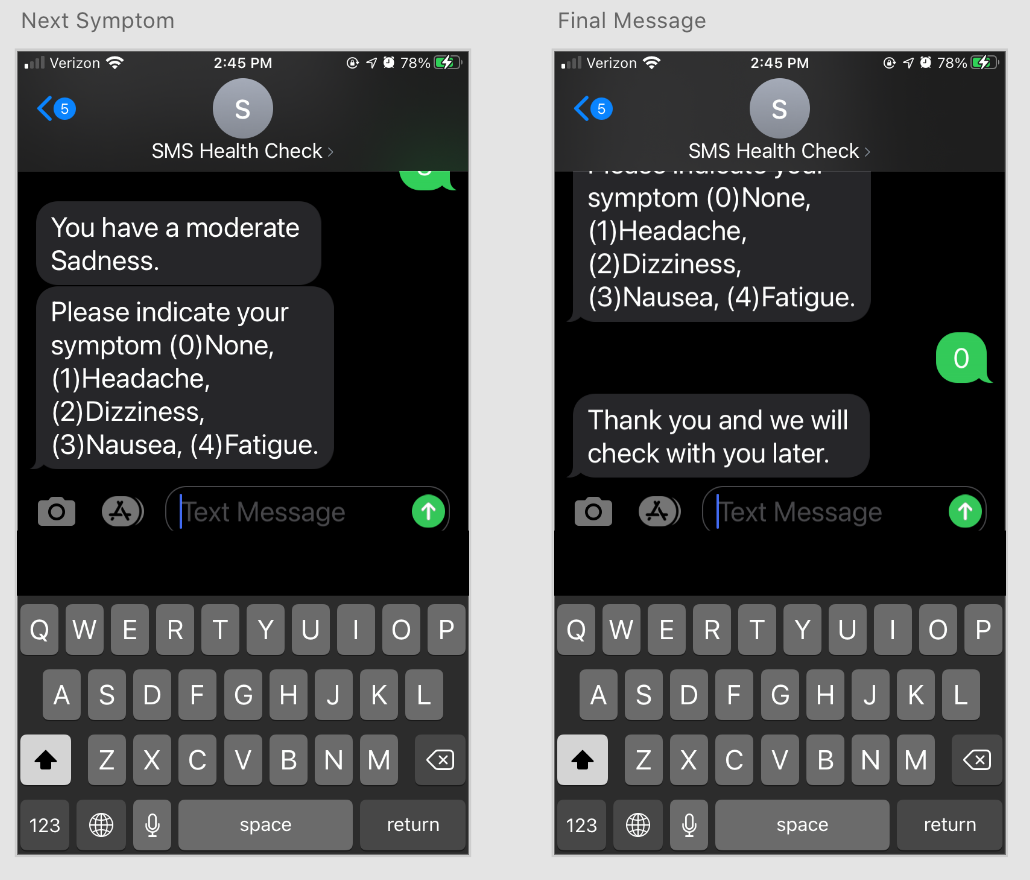 Next Symptom
Verizon 2:45 PM 78%
5
S
SMS Health Check
You have a moderate
Sadness.
Please indicate your
symptom (0)None,
(1)Headache,
(2)Dizziness,
(3)Nausea, (4)Fatigue.
Text Message
Q W E R T Y U I O P
A S D F G H J K L
Z X C V B N M
123 space return
Final Message
Verizon 2:45 PM 78%
5
S
SMS Health Check
Please indicate your
symptom (0)None,
(1)Headache,
(2)Dizziness,
(3)Nausea, (4)Fatigue.
0
Thank you and we will
check with you later.
Text Message
Q W E R T Y U I O P
A S D F G H J K L
Z X C V B N M
123 space return